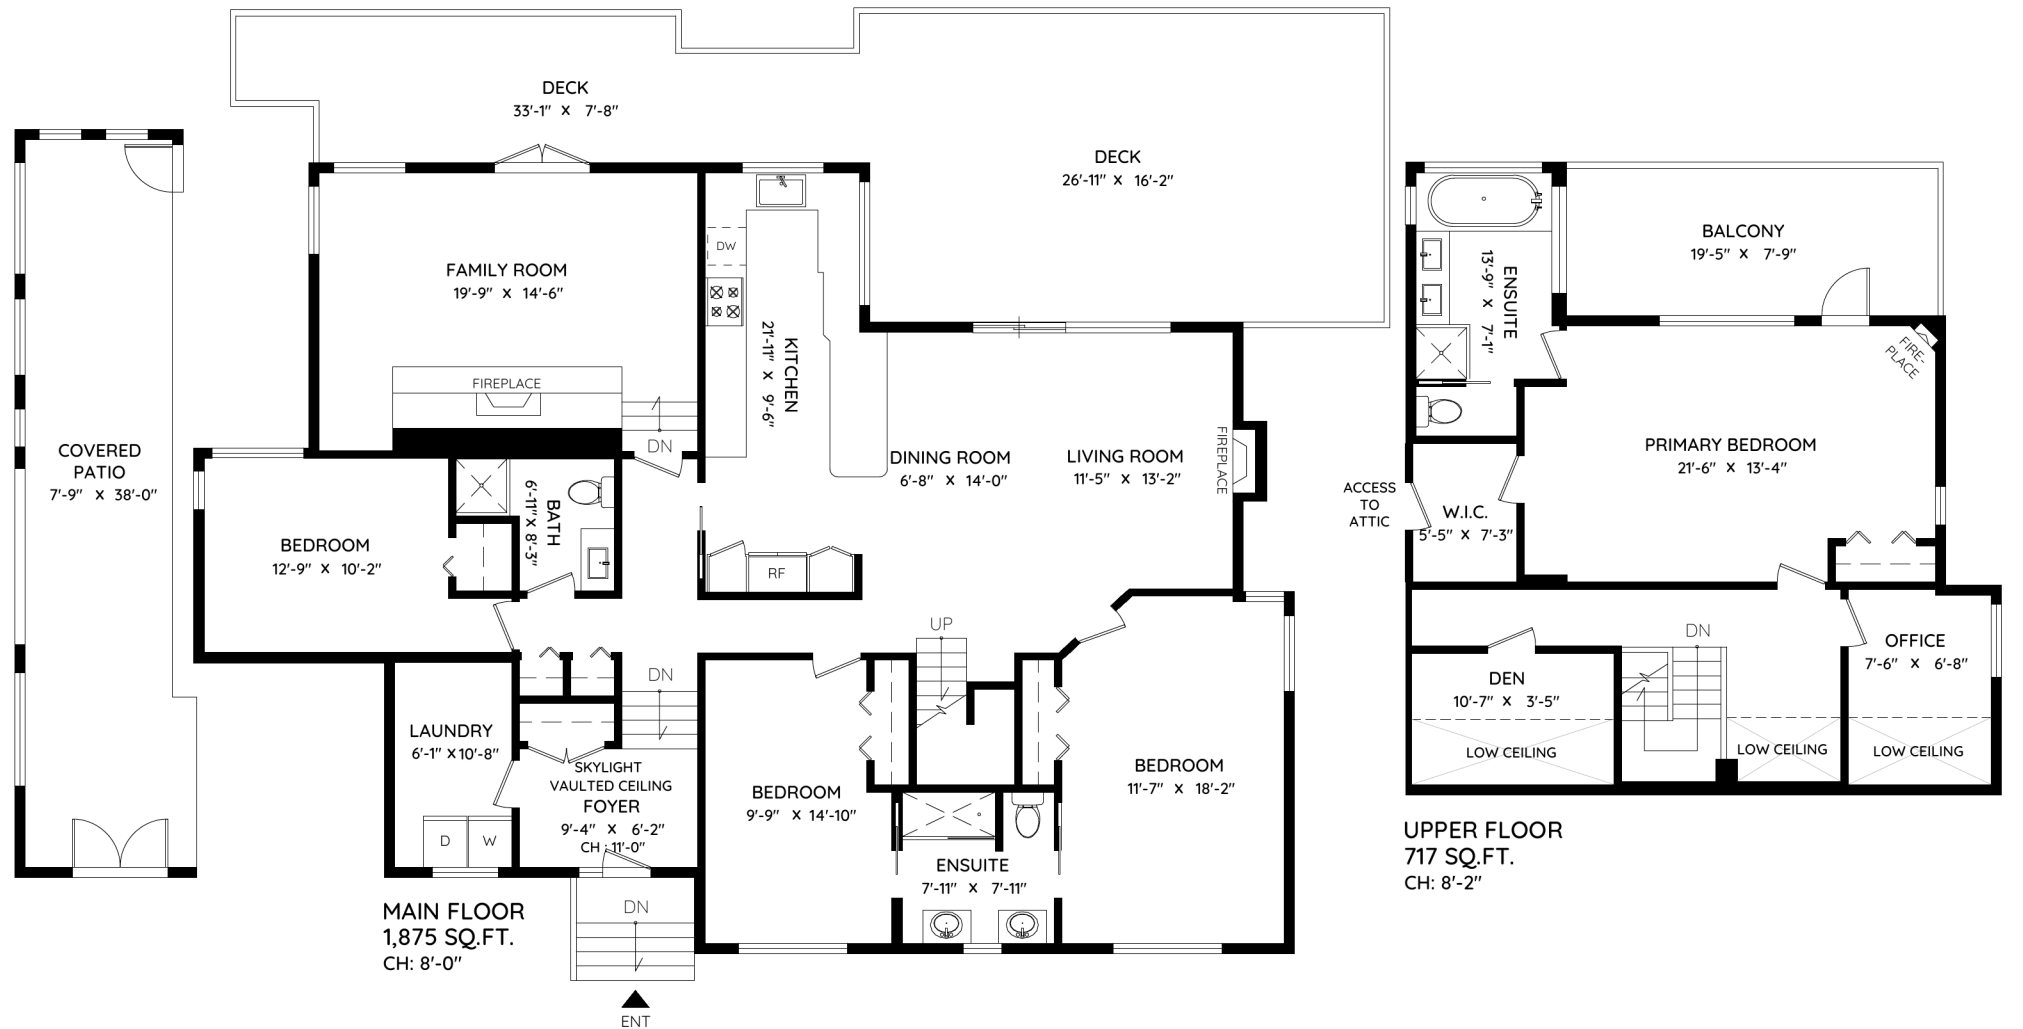 DECK
33'-1" X 7'-8"
DECK
26'-11" X 16'-2"
FAMILY ROOM
19'-9" X 14'-6"
DW
FIREPLACE
DN
KITCHEN
21'-11" X 9'-6"
COVERED
PATIO
7'-9" X 38'-0"
DINING ROOM
6'-8" X 14'-0"
LIVING ROOM
11'-5" X 13'-2"
FIREPLACE
BEDROOM
12'-9" X 10'-2"
BATH
6'-11" X 8'-3"
RF
UP
DN
LAUNDRY
6'-1" X 10'-8"
D
W
SKYLIGHT
VAULTED CEILING
FOYER
9'-4" X 6'-2"
CH : 11'-0"
BEDROOM
9'-9" X 14'-10"
ENSUITE
7'-11" X 7'-11"
BEDROOM
11'-7" X 18'-2"
DN
ENT
MAIN FLOOR
1,875 SQ.FT.
CH: 8'-0"
BALCONY
19'-5" X 7'-9"
ENSUITE
13'-9" X 7'-1"
FIRE-
PLACE
PRIMARY BEDROOM
21'-6" X 13'-4"
ACCESS
TO
ATTIC
W.I.C.
5'-5" X 7'-3"
DN
OFFICE
7'-6" X 6'-8"
DEN
10'-7" X 3'-5"
LOW CEILING
LOW CEILING
LOW CEILING
UPPER FLOOR
717 SQ.FT.
CH: 8'-2"